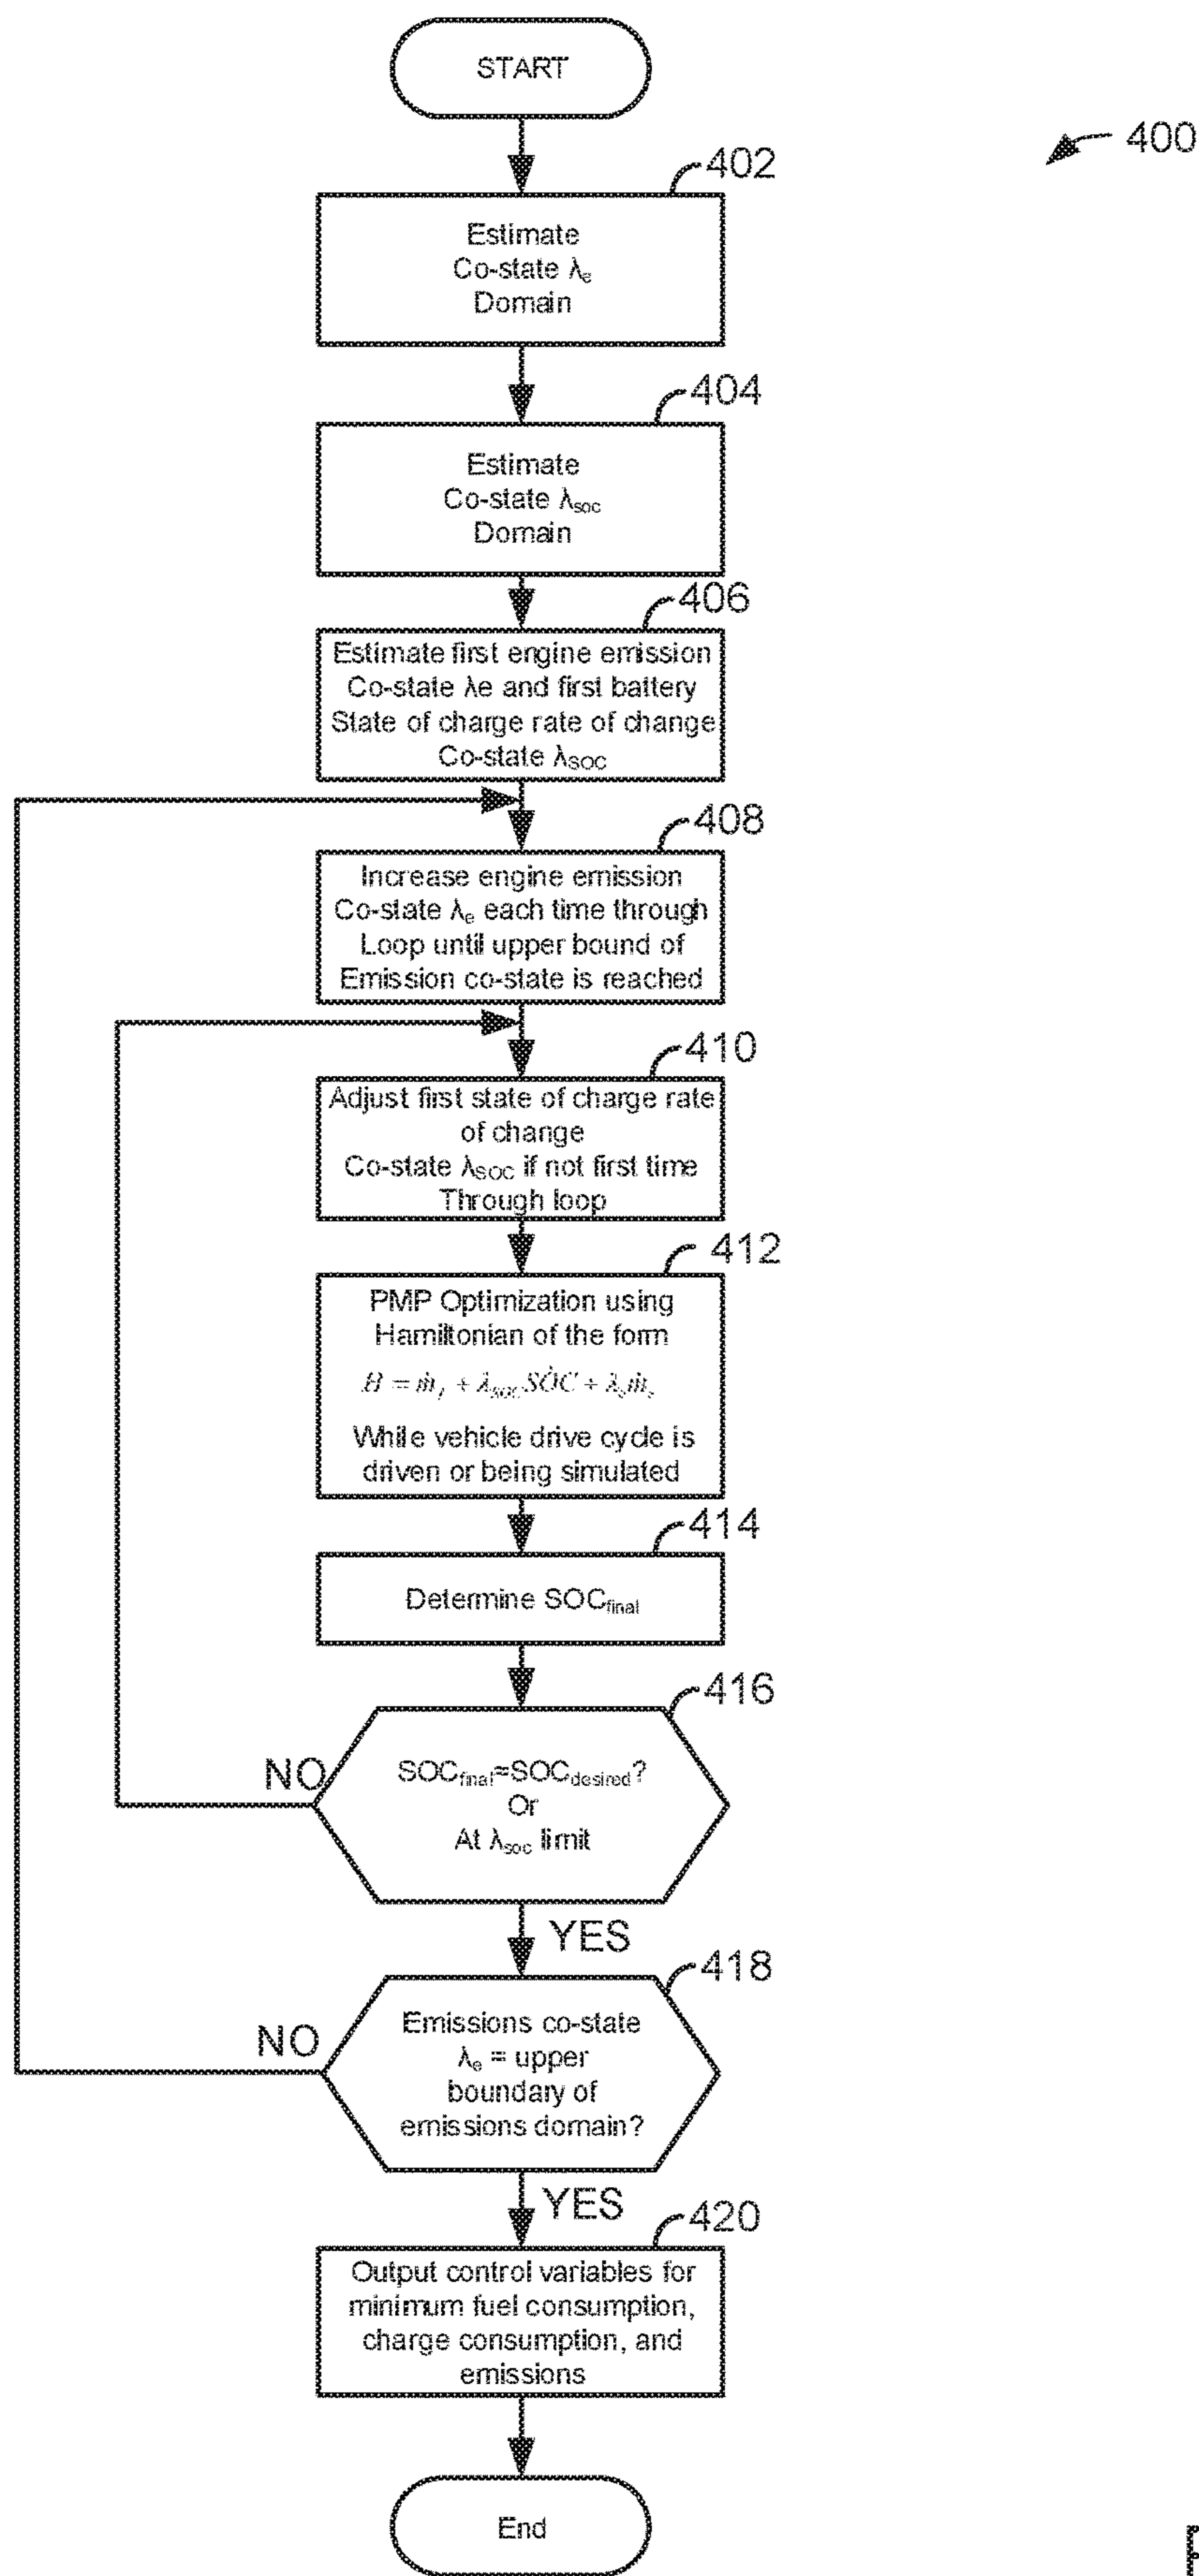 START
400
402
Estimate
Co-state λₑ
Domain
404
Estimate
Co-state λsoc
Domain
406
Estimate first engine emission
Co-state λe and first battery
State of charge rate of change
Co-state λSOC
408
Increase engine emission
Co-state λₑ each time through
Loop until upper bound of
Emission co-state is reached
410
Adjust first state of charge rate
of change
Co-state λSOC if not first time
Through loop
412
PMP Optimization using
Hamiltonian of the form
H = ṁf + λSOC SȮC + λₑṁₑ
While vehicle drive cycle is
driven or being simulated
414
Determine SOCfinal
416
SOCfinal=SOCdesired?
Or
At λsoc limit
NO
YES
418
Emissions co-state
λₑ = upper
boundary of
emissions domain?
NO
YES
420
Output control variables for
minimum fuel consumption,
charge consumption, and
emissions
End